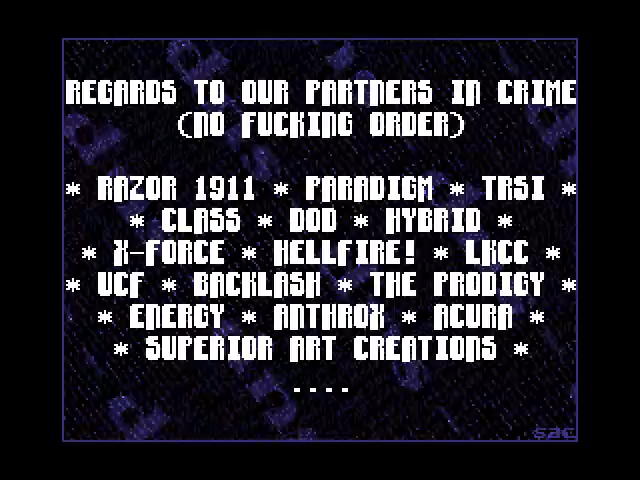 REGARDS TO OUR PARTNERS IN CRIME
(NO FUCKING ORDER)
* RAZOR 1911 * PARADIGM * TRSI *
* CLASS * DOD * HYBRID *
* X-FORCE * HELLFIRE! * LKCC *
* UCF * BACKLASH * THE PRODIGY *
* ENERGY * ANTHROX * ACURA *
* SUPERIOR ART CREATIONS *
....
sac